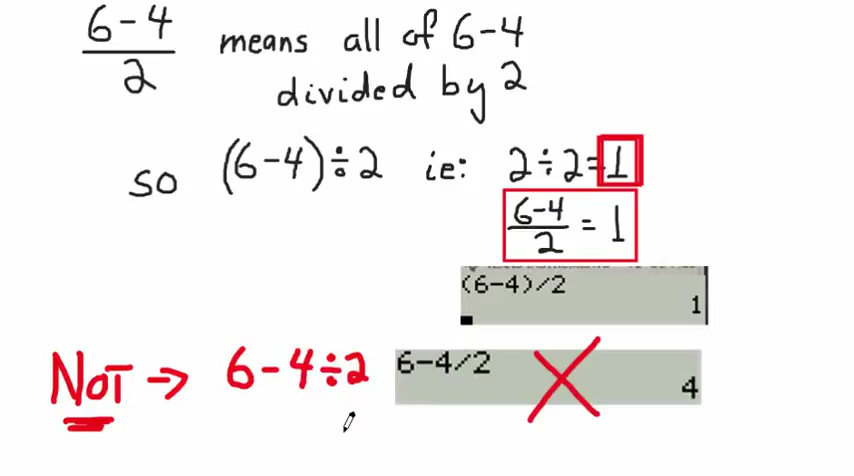 6-4
2
means all of 6-4
divided by 2
so (6-4)÷2 ie: 2÷2=1
6-4
2
= 1
(6-4)/2
1
NOT → 6-4÷2
6-4/2
4